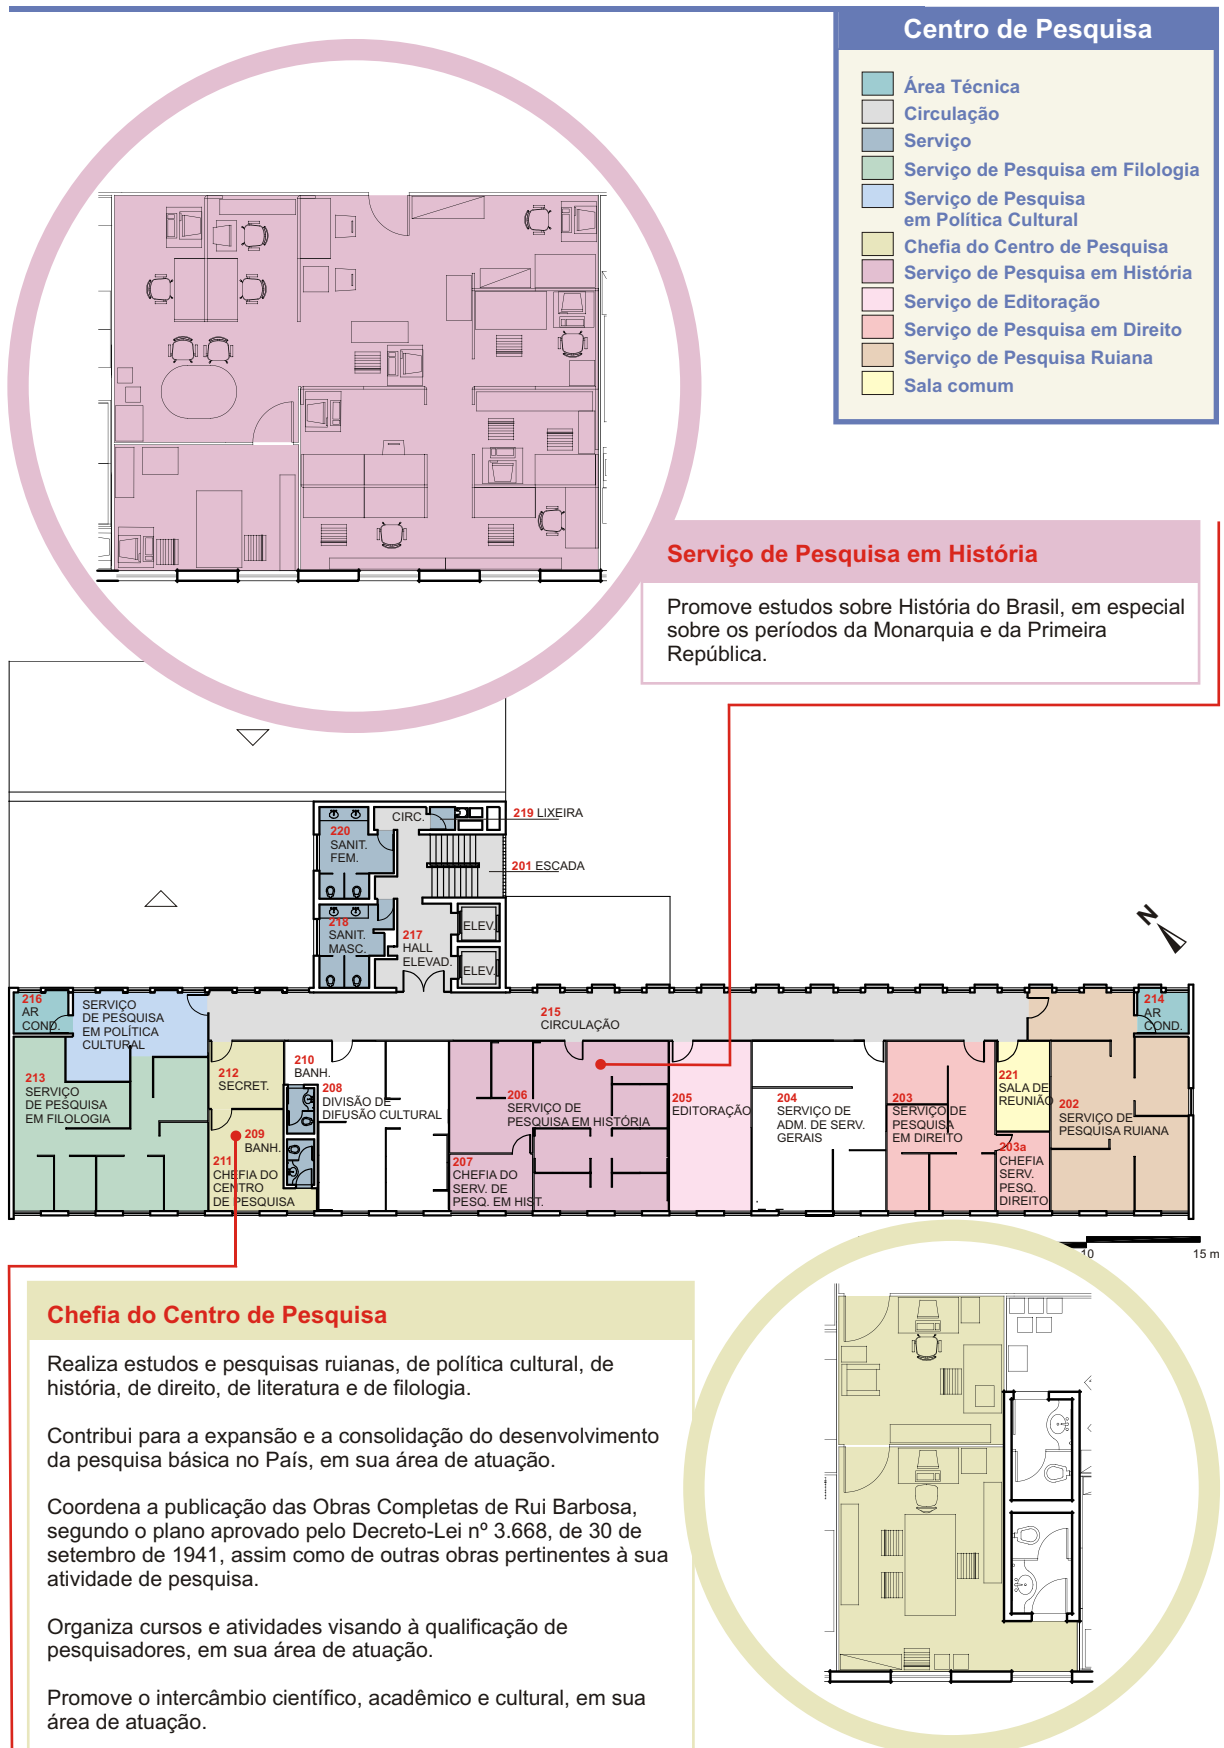 Centro de Pesquisa
Área Técnica
Circulação
Serviço
Serviço de Pesquisa em Filologia
Serviço de Pesquisa
em Política Cultural
Chefia do Centro de Pesquisa
Serviço de Pesquisa em História
Serviço de Editoração
Serviço de Pesquisa em Direito
Serviço de Pesquisa Ruiana
Sala comum
Serviço de Pesquisa em História
Promove estudos sobre História do Brasil, em especial
sobre os períodos da Monarquia e da Primeira
República.
CIRC.
219 LIXEIRA
220
SANIT.
FEM.
201 ESCADA
218
SANIT.
MASC.
217
HALL
ELEVAD.
ELEV.
ELEV.
N
216
AR
COND.
SERVIÇO
DE PESQUISA
EM POLÍTICA
CULTURAL
215
CIRCULAÇÃO
214
AR
COND.
213
SERVIÇO
DE PESQUISA
EM FILOLOGIA
212
SECRET.
210
BANH.
208
DIVISÃO DE
DIFUSÃO CULTURAL
209
BANH.
211
CHEFIA DO
CENTRO
DE PESQUISA
206
SERVIÇO DE
PESQUISA EM HISTÓRIA
207
CHEFIA DO
SERV. DE
PESQ. EM HIST.
205
EDITORAÇÃO
204
SERVIÇO DE
ADM. DE SERV.
GERAIS
203
SERVIÇO DE
PESQUISA
EM DIREITO
221
SALA DE
REUNIÃO
203a
CHEFIA
SERV.
PESQ.
DIREITO
202
SERVIÇO DE
PESQUISA RUIANA
10
15 m
Chefia do Centro de Pesquisa
Realiza estudos e pesquisas ruianas, de política cultural, de
história, de direito, de literatura e de filologia.
Contribui para a expansão e a consolidação do desenvolvimento
da pesquisa básica no País, em sua área de atuação.
Coordena a publicação das Obras Completas de Rui Barbosa,
segundo o plano aprovado pelo Decreto-Lei nº 3.668, de 30 de
setembro de 1941, assim como de outras obras pertinentes à sua
atividade de pesquisa.
Organiza cursos e atividades visando à qualificação de
pesquisadores, em sua área de atuação.
Promove o intercâmbio científico, acadêmico e cultural, em sua
área de atuação.